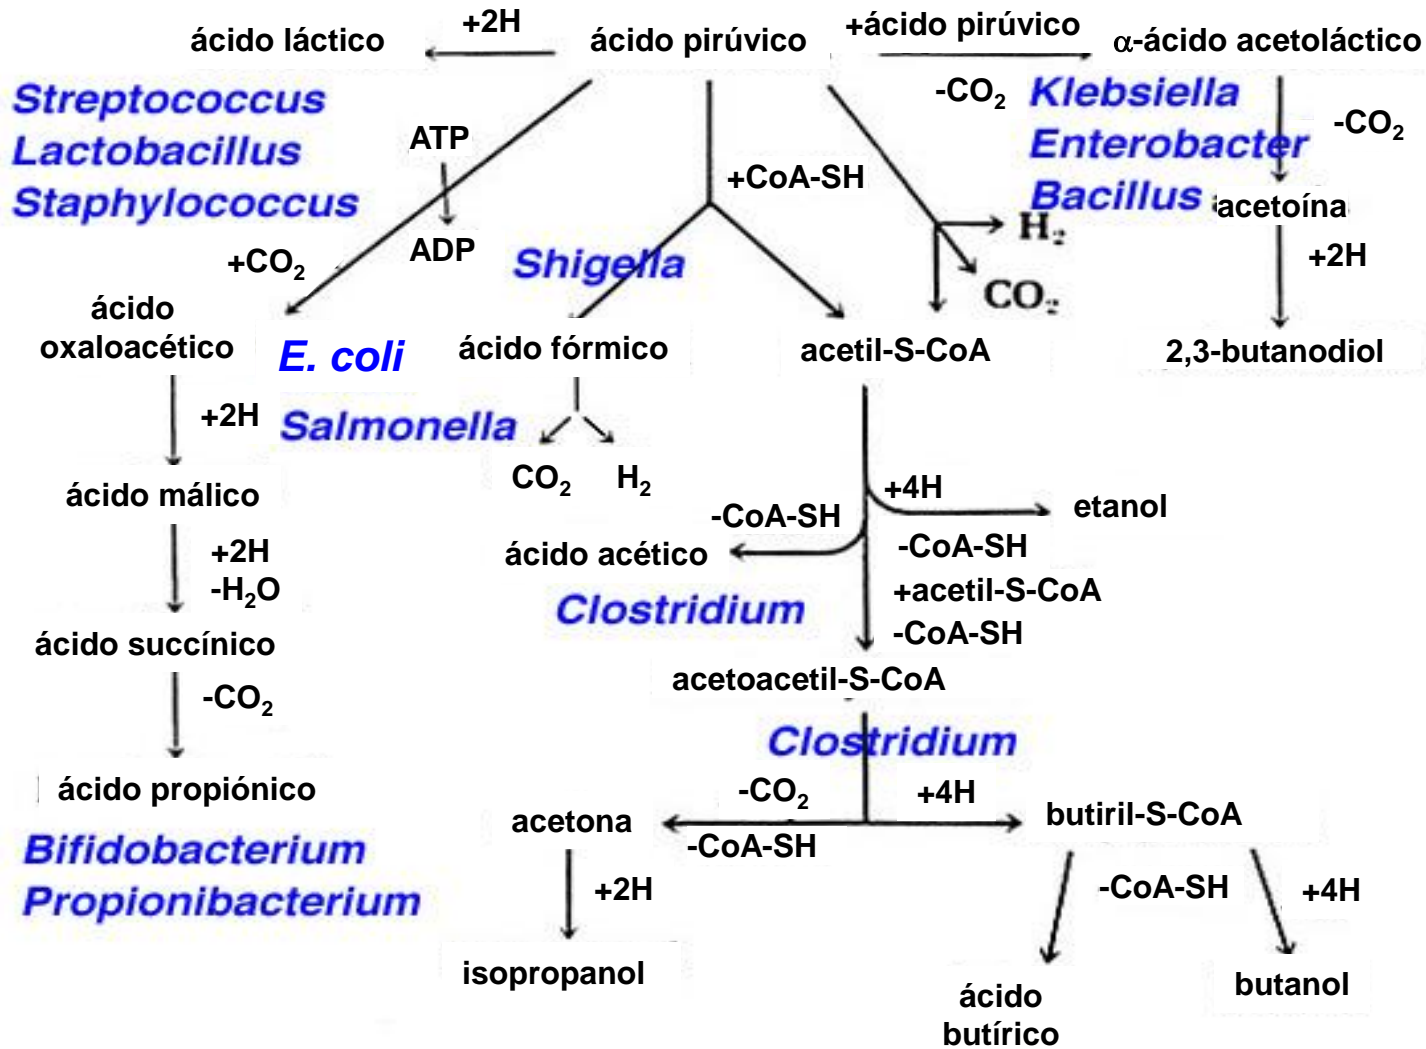 +2H
ácido láctico
ácido pirúvico
+ácido pirúvico
-CO₂
α-ácido acetoláctico
Streptococcus
Lactobacillus
Staphylococcus
ATP
ADP
+CO₂
+CoA-SH
Klebsiella
Enterobacter
Bacillus
-CO₂
acetoína
+2H
2,3-butanodiol
H₂
CO₂
Shigella
ácido
oxaloacético
E. coli
ácido fórmico
acetil-S-CoA
+2H
Salmonella
CO₂
H₂
ácido málico
+2H
-H₂O
ácido succínico
-CO₂
ácido propiónico
Bifidobacterium
Propionibacterium
+4H
etanol
-CoA-SH
-CoA-SH
ácido acético
+acetil-S-CoA
-CoA-SH
Clostridium
acetoacetil-S-CoA
Clostridium
-CO₂
+4H
acetona
-CoA-SH
butiril-S-CoA
+2H
-CoA-SH
+4H
isopropanol
ácido
butírico
butanol